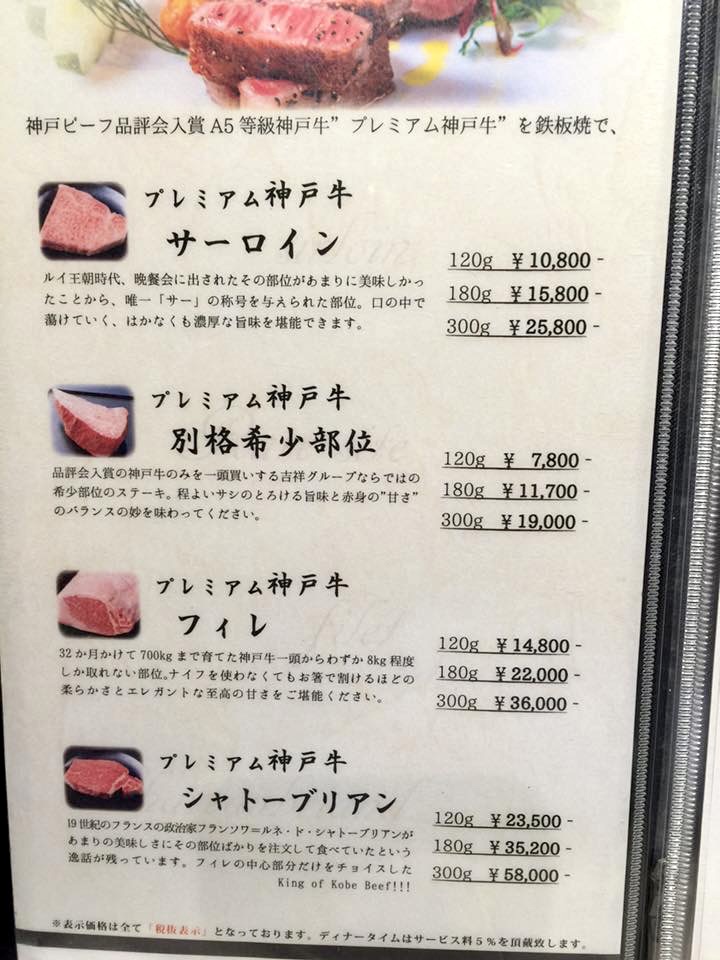 神戸ビーフ品評会入賞A5等級神戸牛”プレミアム神戸牛”を鉄板焼で、
プレミアム神戸牛
サーロイン
ルイ王朝時代、晩餐会に出されたその部位があまりに美味しかっ
たことから、唯一「サー」の称号を与えられた部位。口の中で
蕩けていく、はかなくも濃厚な旨味を堪能できます。
120g ¥10,800-
180g ¥15,800-
300g ¥25,800-
プレミアム神戸牛
別格希少部位
品評会入賞の神戸牛のみを一頭買いする吉祥グループならではの
希少部位のステーキ。程よいサシのとろける旨味と赤身の”甘さ”
のバランスの妙を味わってください。
120g ¥ 7,800-
180g ¥11,700-
300g ¥19,000-
プレミアム神戸牛
フィレ
32か月かけて700kgまで育てた神戸牛一頭からわずか8kg程度
しか取れない部位。ナイフを使わなくてもお箸で割けるほどの
柔らかさとエレガントな至高の甘さをご堪能ください。
120g ¥14,800-
180g ¥22,000-
300g ¥36,000-
プレミアム神戸牛
シャトーブリアン
19世紀のフランスの政治家フランソワ=ルネ・ド・シャトーブリアンが
あまりの美味しさにその部位ばかりを注文して食べていたという
逸話が残っています。フィレの中心部分だけをチョイスした
King of Kobe Beef!!!
120g ¥23,500-
180g ¥35,200-
300g ¥58,000-
※表示価格は全て「税抜表示」となっております。ディナータイムはサービス料5%を頂戴致します。